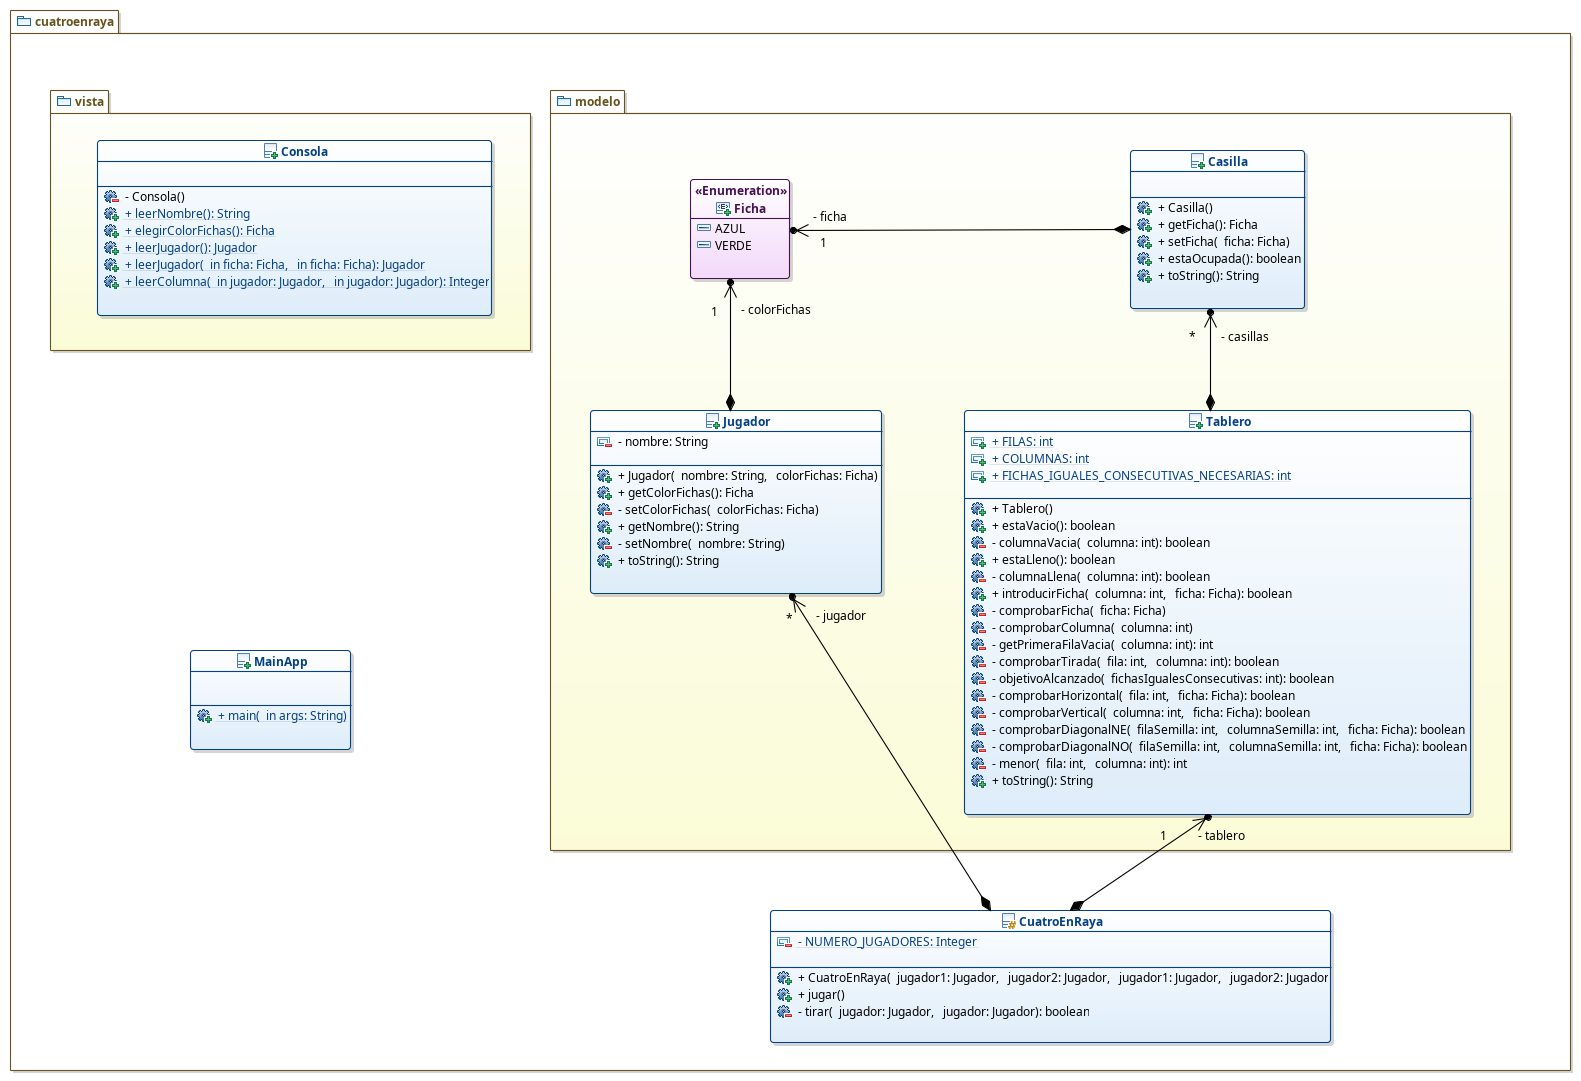 cuatroenraya
vista
Consola
- Consola()
+ leerNombre(): String
+ elegirColorFichas(): Ficha
+ leerJugador(): Jugador
+ leerJugador( in ficha: Ficha, in ficha: Ficha): Jugador
+ leerColumna( in jugador: Jugador, in jugador: Jugador): Integer
modelo
«Enumeration»
Ficha
AZUL
VERDE
- ficha
1
Casilla
+ Casilla()
+ getFicha(): Ficha
+ setFicha( ficha: Ficha)
+ estaOcupada(): boolean
+ toString(): String
1
- colorFichas
*
- casillas
Jugador
- nombre: String
+ Jugador( nombre: String, colorFichas: Ficha)
+ getColorFichas(): Ficha
- setColorFichas( colorFichas: Ficha)
+ getNombre(): String
- setNombre( nombre: String)
+ toString(): String
*
- jugador
Tablero
+ FILAS: int
+ COLUMNAS: int
+ FICHAS_IGUALES_CONSECUTIVAS_NECESARIAS: int
+ Tablero()
+ estaVacio(): boolean
- columnaVacia( columna: int): boolean
+ estaLleno(): boolean
- columnaLlena( columna: int): boolean
+ introducirFicha( columna: int, ficha: Ficha): boolean
- comprobarFicha( ficha: Ficha)
- comprobarColumna( columna: int)
- getPrimeraFilaVacia( columna: int): int
- comprobarTirada( fila: int, columna: int): boolean
- objetivoAlcanzado( fichasIgualesConsecutivas: int): boolean
- comprobarHorizontal( fila: int, ficha: Ficha): boolean
- comprobarVertical( columna: int, ficha: Ficha): boolean
- comprobarDiagonalNE( filaSemilla: int, columnaSemilla: int, ficha: Ficha): boolean
- comprobarDiagonalNO( filaSemilla: int, columnaSemilla: int, ficha: Ficha): boolean
- menor( fila: int, columna: int): int
+ toString(): String
1
- tablero
MainApp
+ main( in args: String)
CuatroEnRaya
- NUMERO_JUGADORES: Integer
+ CuatroEnRaya( jugador1: Jugador, jugador2: Jugador, jugador1: Jugador, jugador2: Jugador
+ jugar()
- tirar( jugador: Jugador, jugador: Jugador): boolean